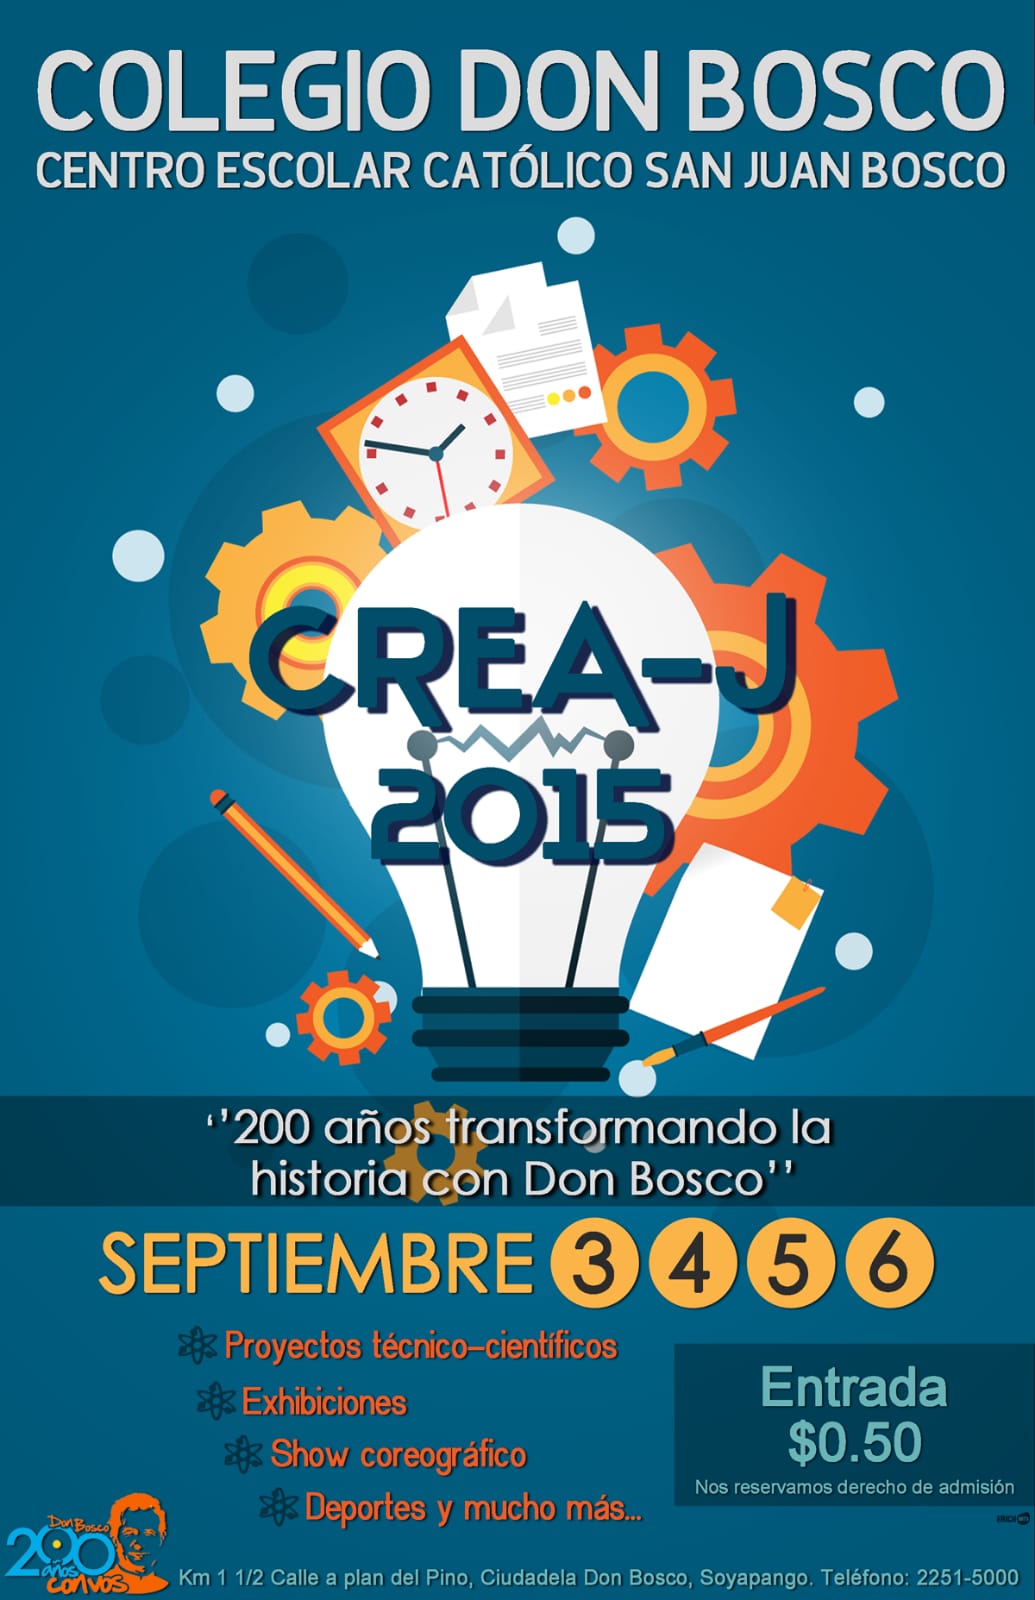 COLEGIO DON BOSCO
CENTRO ESCOLAR CATÓLICO SAN JUAN BOSCO
CREA-J
2015
‘’200 años transformando la
historia con Don Bosco’’
SEPTIEMBRE 3 4 5 6
Proyectos técnico-científicos
Exhibiciones
Show coreográfico
Deportes y mucho más...
Entrada
$0.50
Nos reservamos derecho de admisión
Don Bosco
200
años
con vos
Km 1 1/2 Calle a plan del Pino, Ciudadela Don Bosco, Soyapango. Teléfono: 2251-5000